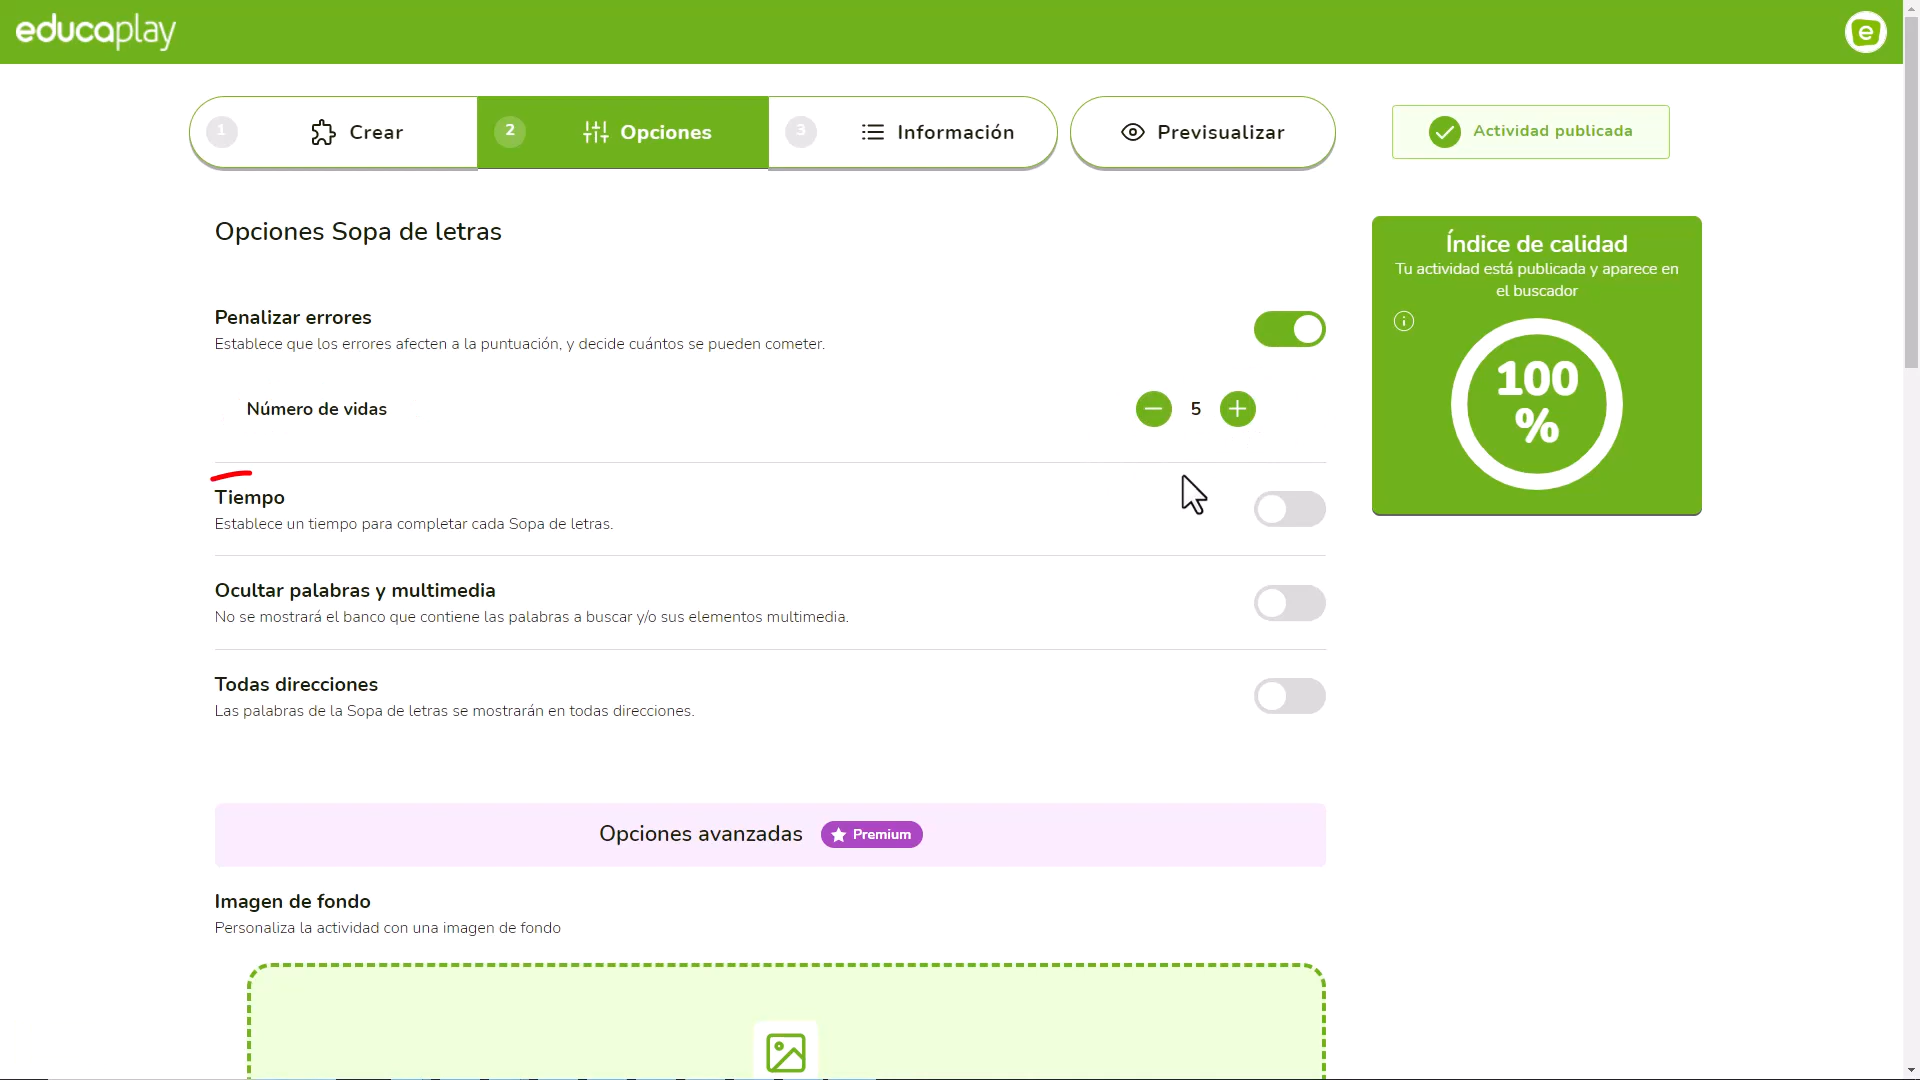 educaplay
e
1 Crear
2 Opciones
3 Información
Previsualizar
Actividad publicada
Opciones Sopa de letras
Índice de calidad
Tu actividad está publicada y aparece en
el buscador
i
100
%
Penalizar errores
Establece que los errores afecten a la puntuación, y decide cuántos se pueden cometer.
Número de vidas
5
Tiempo
Establece un tiempo para completar cada Sopa de letras.
Ocultar palabras y multimedia
No se mostrará el banco que contiene las palabras a buscar y/o sus elementos multimedia.
Todas direcciones
Las palabras de la Sopa de letras se mostrarán en todas direcciones.
Opciones avanzadas
Premium
Imagen de fondo
Personaliza la actividad con una imagen de fondo